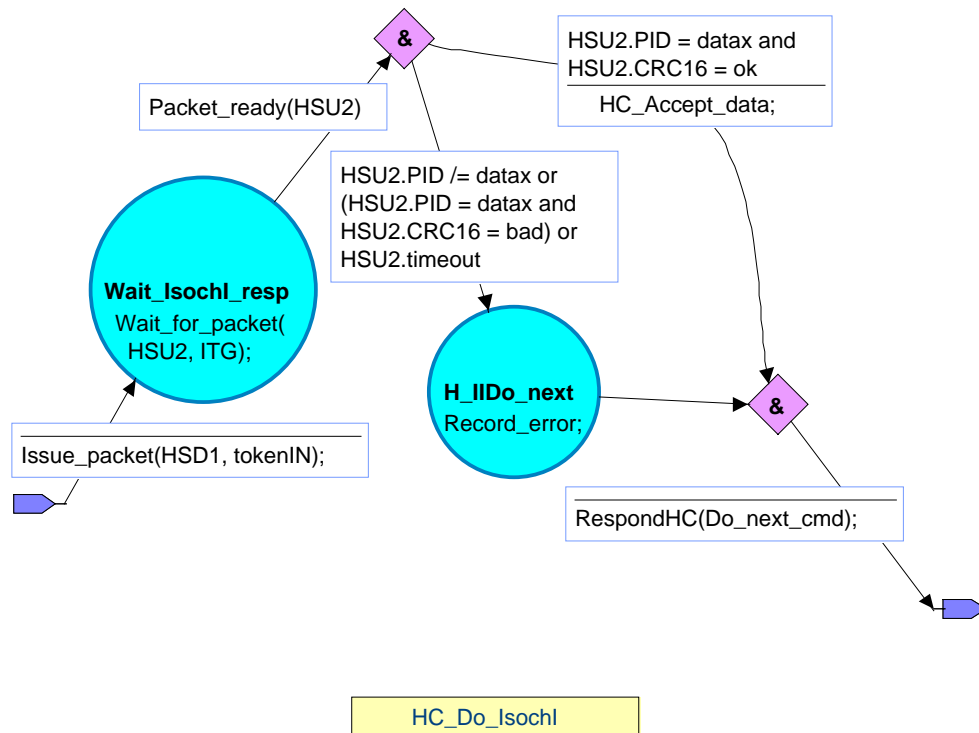 &
HSU2.PID = datax and
HSU2.CRC16 = ok
HC_Accept_data;
Packet_ready(HSU2)
HSU2.PID /= datax or
(HSU2.PID = datax and
HSU2.CRC16 = bad) or
HSU2.timeout
Wait_IsochI_resp
Wait_for_packet(
HSU2, ITG);
H_IIDo_next
Record_error;
&
Issue_packet(HSD1, tokenIN);
RespondHC(Do_next_cmd);
HC_Do_IsochI